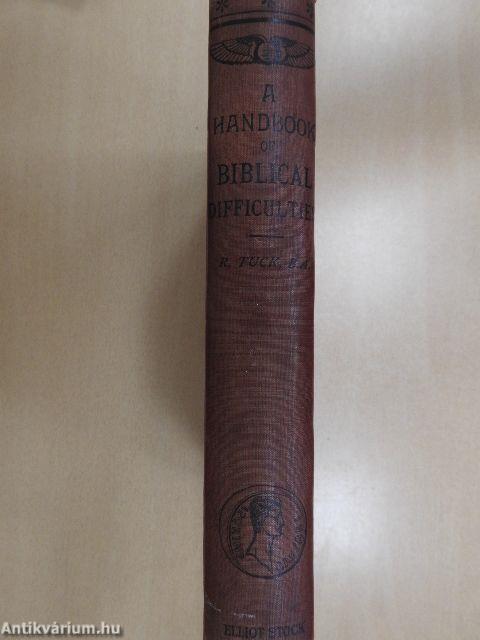 A
HANDBOOK
OF
BIBLICAL
DIFFICULTIES
R. TUCK, B.A.
ELLIOT STOCK
Antikvárium.hu